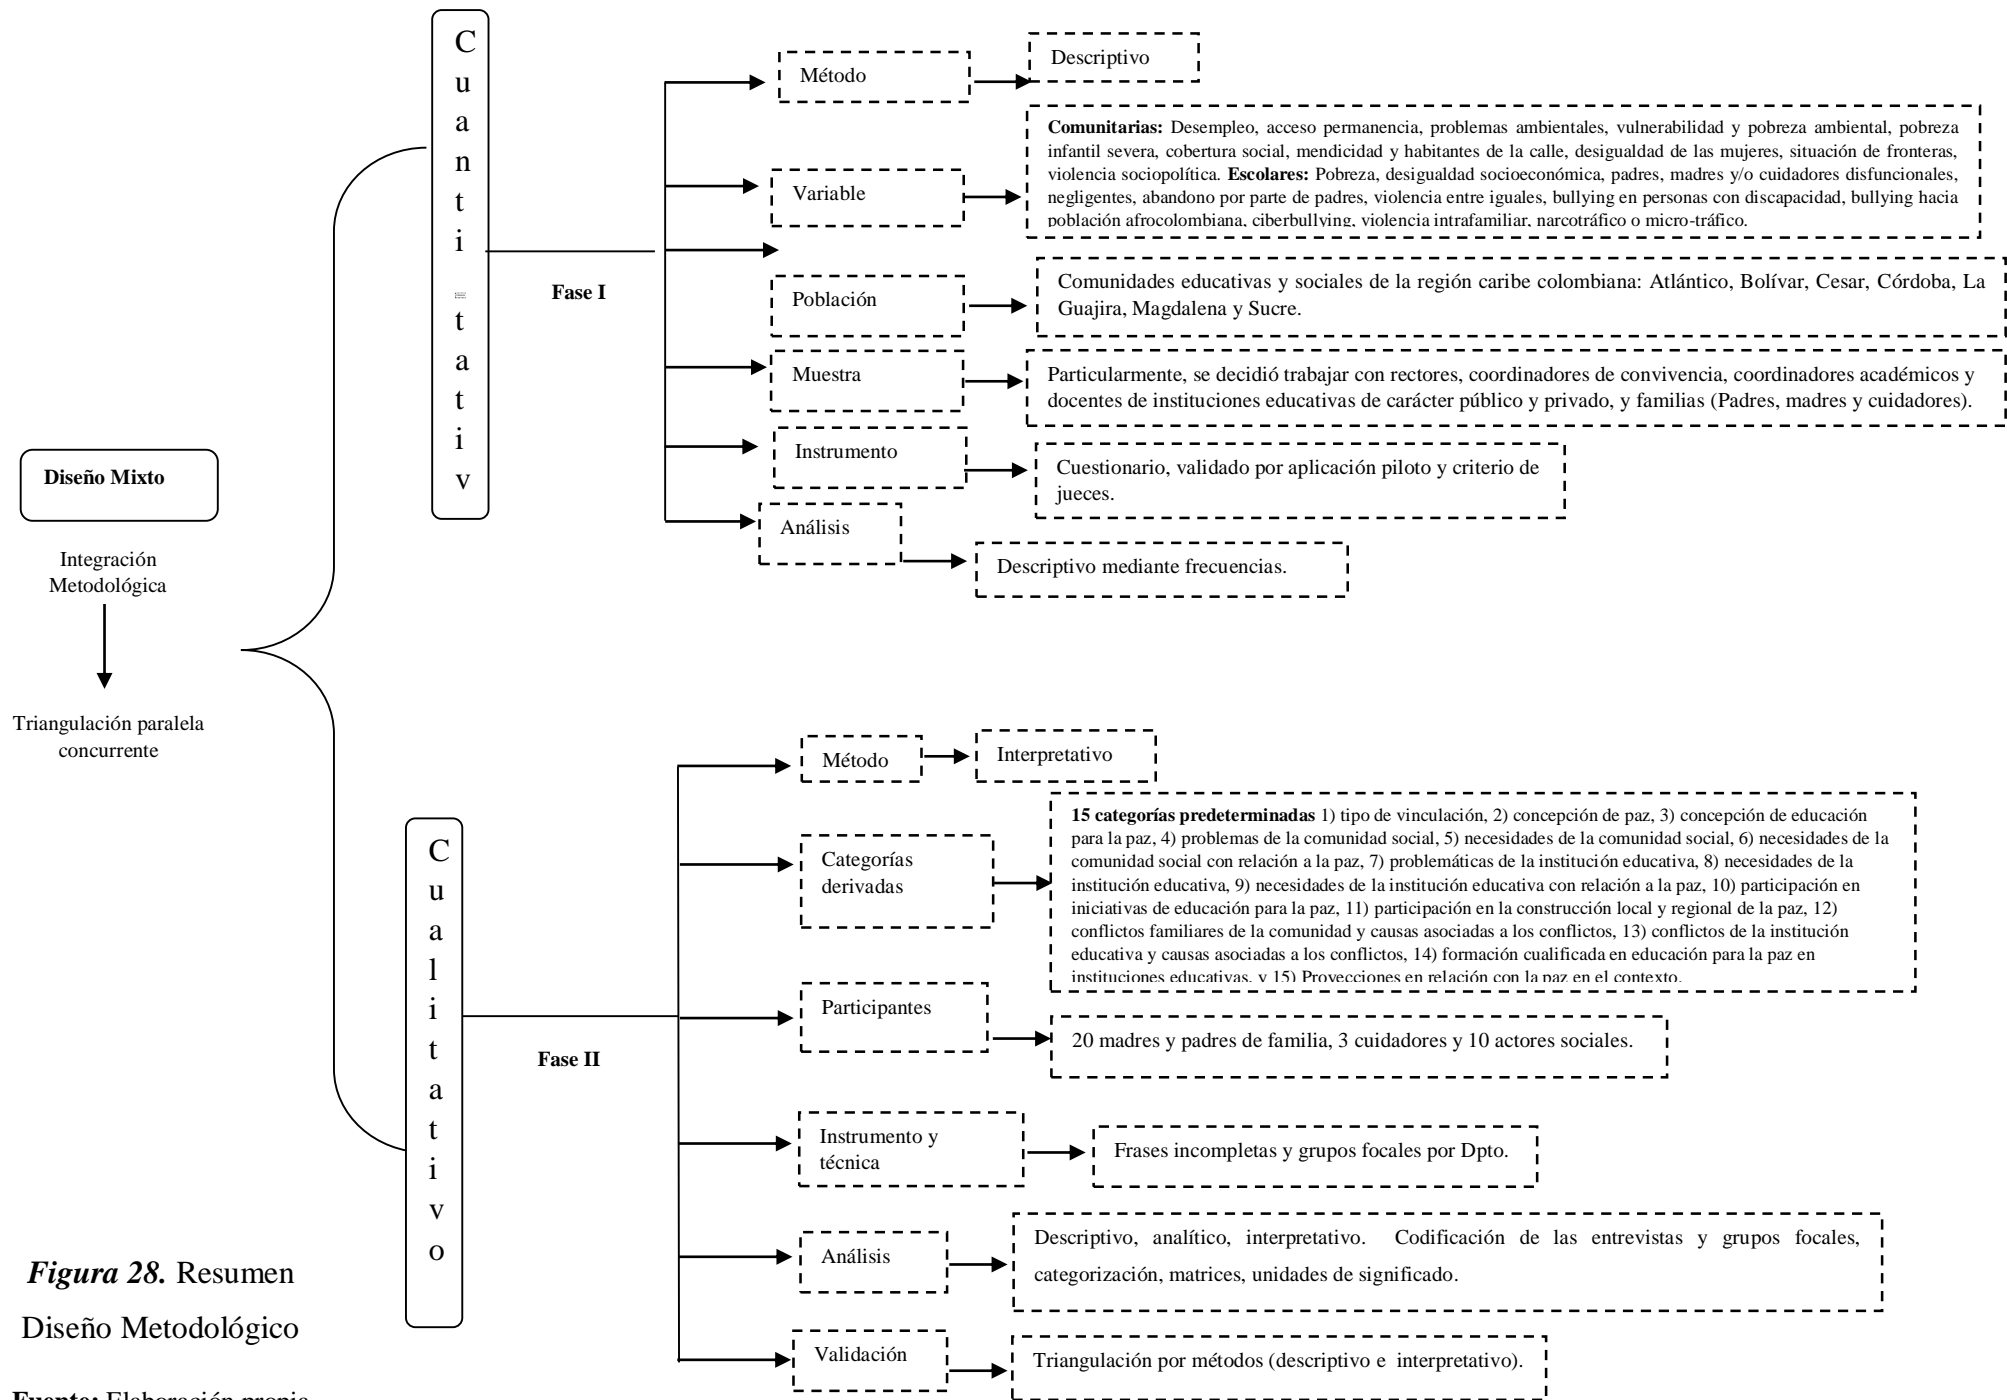 Diseño Mixto
Integración
Metodológica
Triangulación paralela
concurrente
Cuanti
tativ
Fase I
Método
Descriptivo
Variable
Comunitarias: Desempleo, acceso permanencia, problemas ambientales, vulnerabilidad y pobreza ambiental, pobreza
infantil severa, cobertura social, mendicidad y habitantes de la calle, desigualdad de las mujeres, situación de fronteras,
violencia sociopolítica. Escolares: Pobreza, desigualdad socioeconómica, padres, madres y/o cuidadores disfuncionales,
negligentes, abandono por parte de padres, violencia entre iguales, bullying en personas con discapacidad, bullying hacia
población afrocolombiana, ciberbullying, violencia intrafamiliar, narcotráfico o micro-tráfico.
Población
Comunidades educativas y sociales de la región caribe colombiana: Atlántico, Bolívar, Cesar, Córdoba, La
Guajira, Magdalena y Sucre.
Muestra
Particularmente, se decidió trabajar con rectores, coordinadores de convivencia, coordinadores académicos y
docentes de instituciones educativas de carácter público y privado, y familias (Padres, madres y cuidadores).
Instrumento
Cuestionario, validado por aplicación piloto y criterio de
jueces.
Análisis
Descriptivo mediante frecuencias.
Cualitativo
Fase II
Método
Interpretativo
Categorías
derivadas
15 categorías predeterminadas 1) tipo de vinculación, 2) concepción de paz, 3) concepción de educación
para la paz, 4) problemas de la comunidad social, 5) necesidades de la comunidad social, 6) necesidades de la
comunidad social con relación a la paz, 7) problemáticas de la institución educativa, 8) necesidades de la
institución educativa, 9) necesidades de la institución educativa con relación a la paz, 10) participación en
iniciativas de educación para la paz, 11) participación en la construcción local y regional de la paz, 12)
conflictos familiares de la comunidad y causas asociadas a los conflictos, 13) conflictos de la institución
educativa y causas asociadas a los conflictos, 14) formación cualificada en educación para la paz en
instituciones educativas, y 15) Proyecciones en relación con la paz en el contexto.
Participantes
20 madres y padres de familia, 3 cuidadores y 10 actores sociales.
Instrumento y
técnica
Frases incompletas y grupos focales por Dpto.
Análisis
Descriptivo, analítico, interpretativo. Codificación de las entrevistas y grupos focales,
categorización, matrices, unidades de significado.
Validación
Triangulación por métodos (descriptivo e interpretativo).
Figura 28. Resumen
Diseño Metodológico
Fuente: Elaboración propia